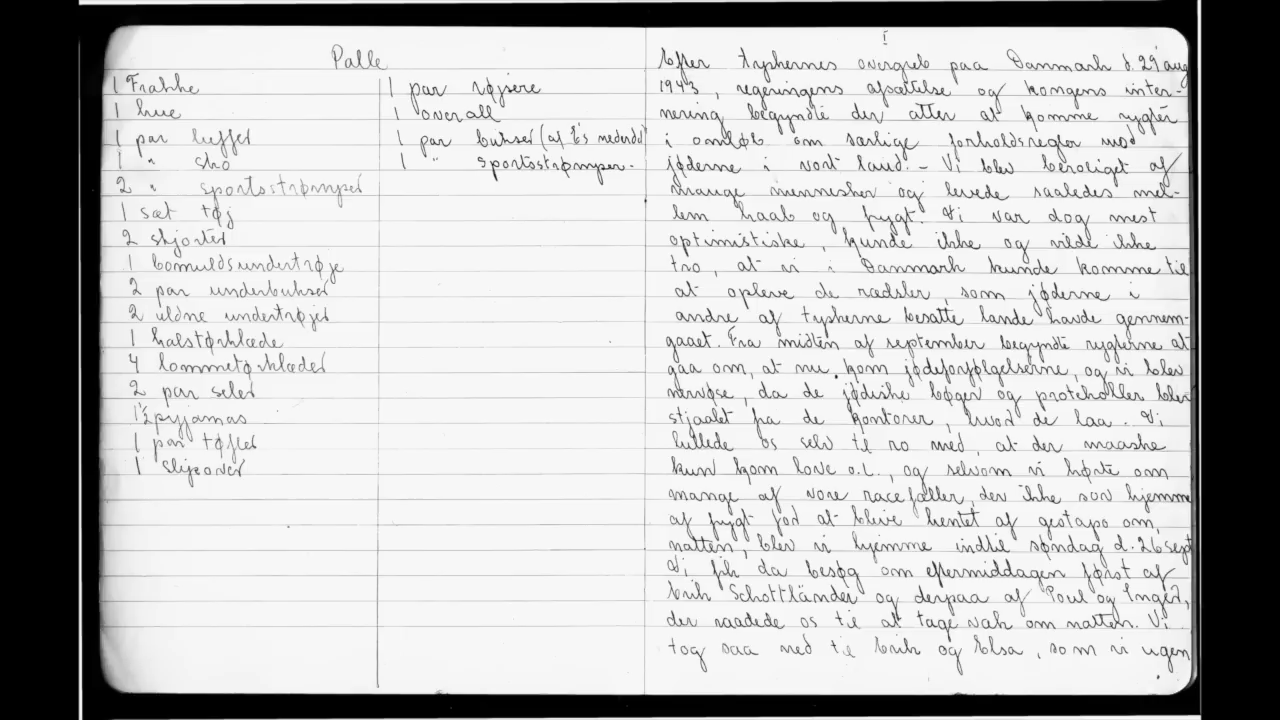 Palle
1 Frakke
1 hue
1 par luffer
1 " sko
2 " sportsstrømper
1 sæt tøj
2 skjorter
1 bomuldsundertrøje
2 par underbukser
2 uldne undertrøjer
1 halstørklæde
4 lommetørklæder
2 par seler
1½ pyjamas
1 par tøfler
1 slipover
1 par røjsere
1 overall
1 par bukser (af E's nederdel)
1 " sportsstrømper.
I
Efter tyskernes overgreb paa Danmark d. 29 aug
1943, regeringens afsættelse og kongens inter-
nering begyndte der atter at komme rygter
i omløb om særlige forholdsregler mod
jøderne i vort land. - Vi blev beroliget af
mange mennesker og levede saaledes mel-
lem haab og frygt. Vi var dog mest
optimistiske, kunde ikke og vilde ikke
tro, at vi i Danmark kunde komme til
at opleve de rædsler, som jøderne i
andre af tyskerne besatte lande havde gennem-
gaaet. Fra midten af september begyndte rygterne at
gaa om, at nu kom jødeforfølgelserne, og vi blev
nervøse, da de jødiske bøger og protokoller blev
stjaalet fra de kontorer, hvor de laa. Vi
lullede os selv til ro med, at der maaske
kun kom love o.l., og selvom vi hørte om
mange af vore racefæller, der ikke sov hjemme
af frygt for at blive hentet af gestapo om
natten, blev vi hjemme indtil søndag d. 26 sept
Vi fik da besøg om eftermiddagen først af
Erik Schottländer og derpaa af Poul og Inger,
der raadede os til at tage væk om natten. Vi
tog saa ned til Erik og Elsa, som vi ugen